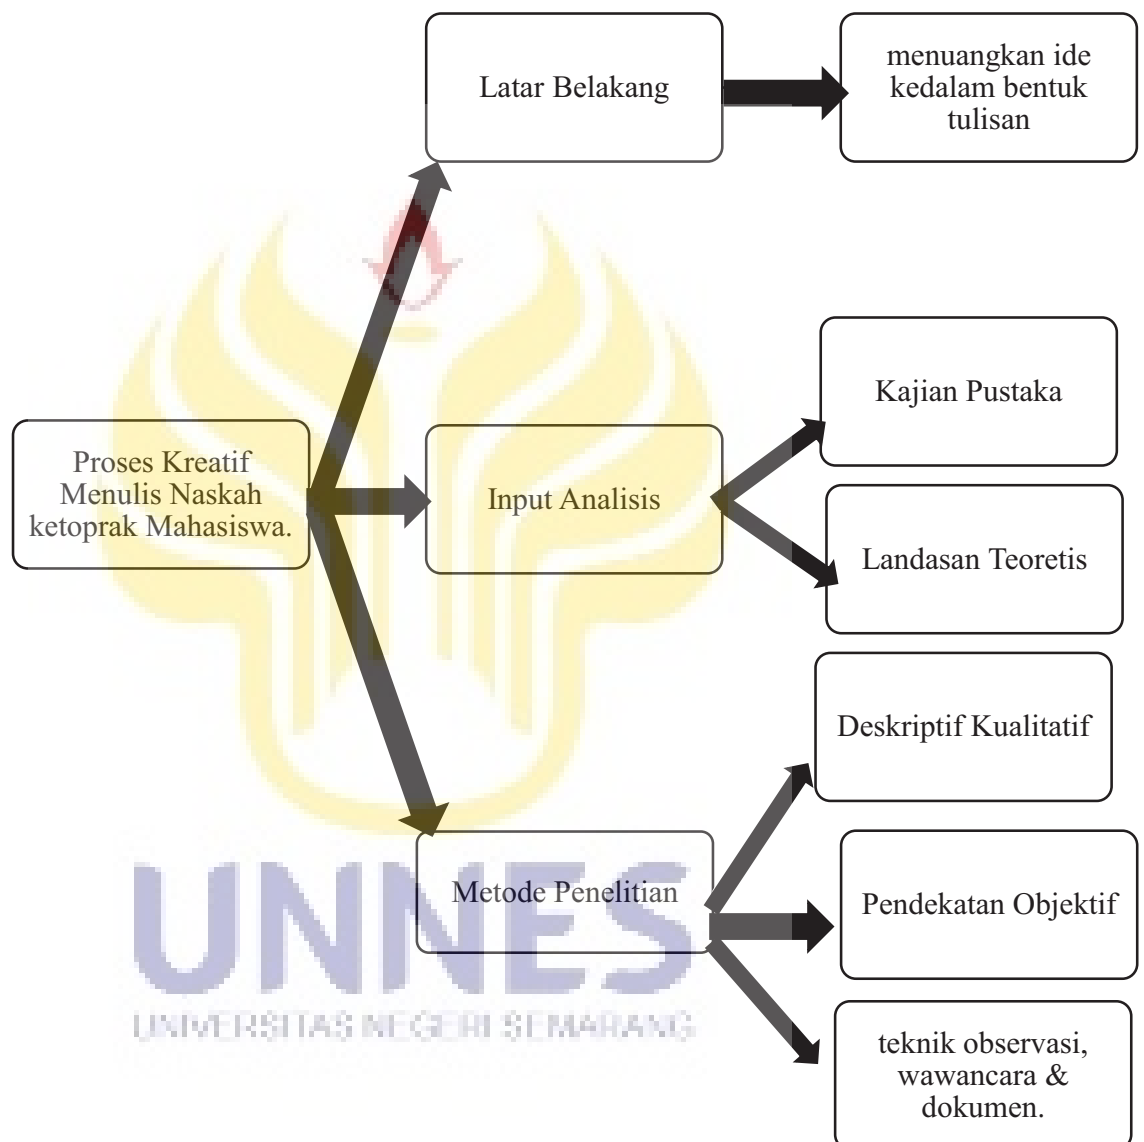 Latar Belakang
menuangkan ide
kedalam bentuk
tulisan
Proses Kreatif
Menulis Naskah
ketoprak Mahasiswa.
Input Analisis
Kajian Pustaka
Landasan Teoretis
Metode Penelitian
Deskriptif Kualitatif
Pendekatan Objektif
teknik observasi,
wawancara &
dokumen.
UNNES
UNIVERSITAS NEGERI SEMARANG